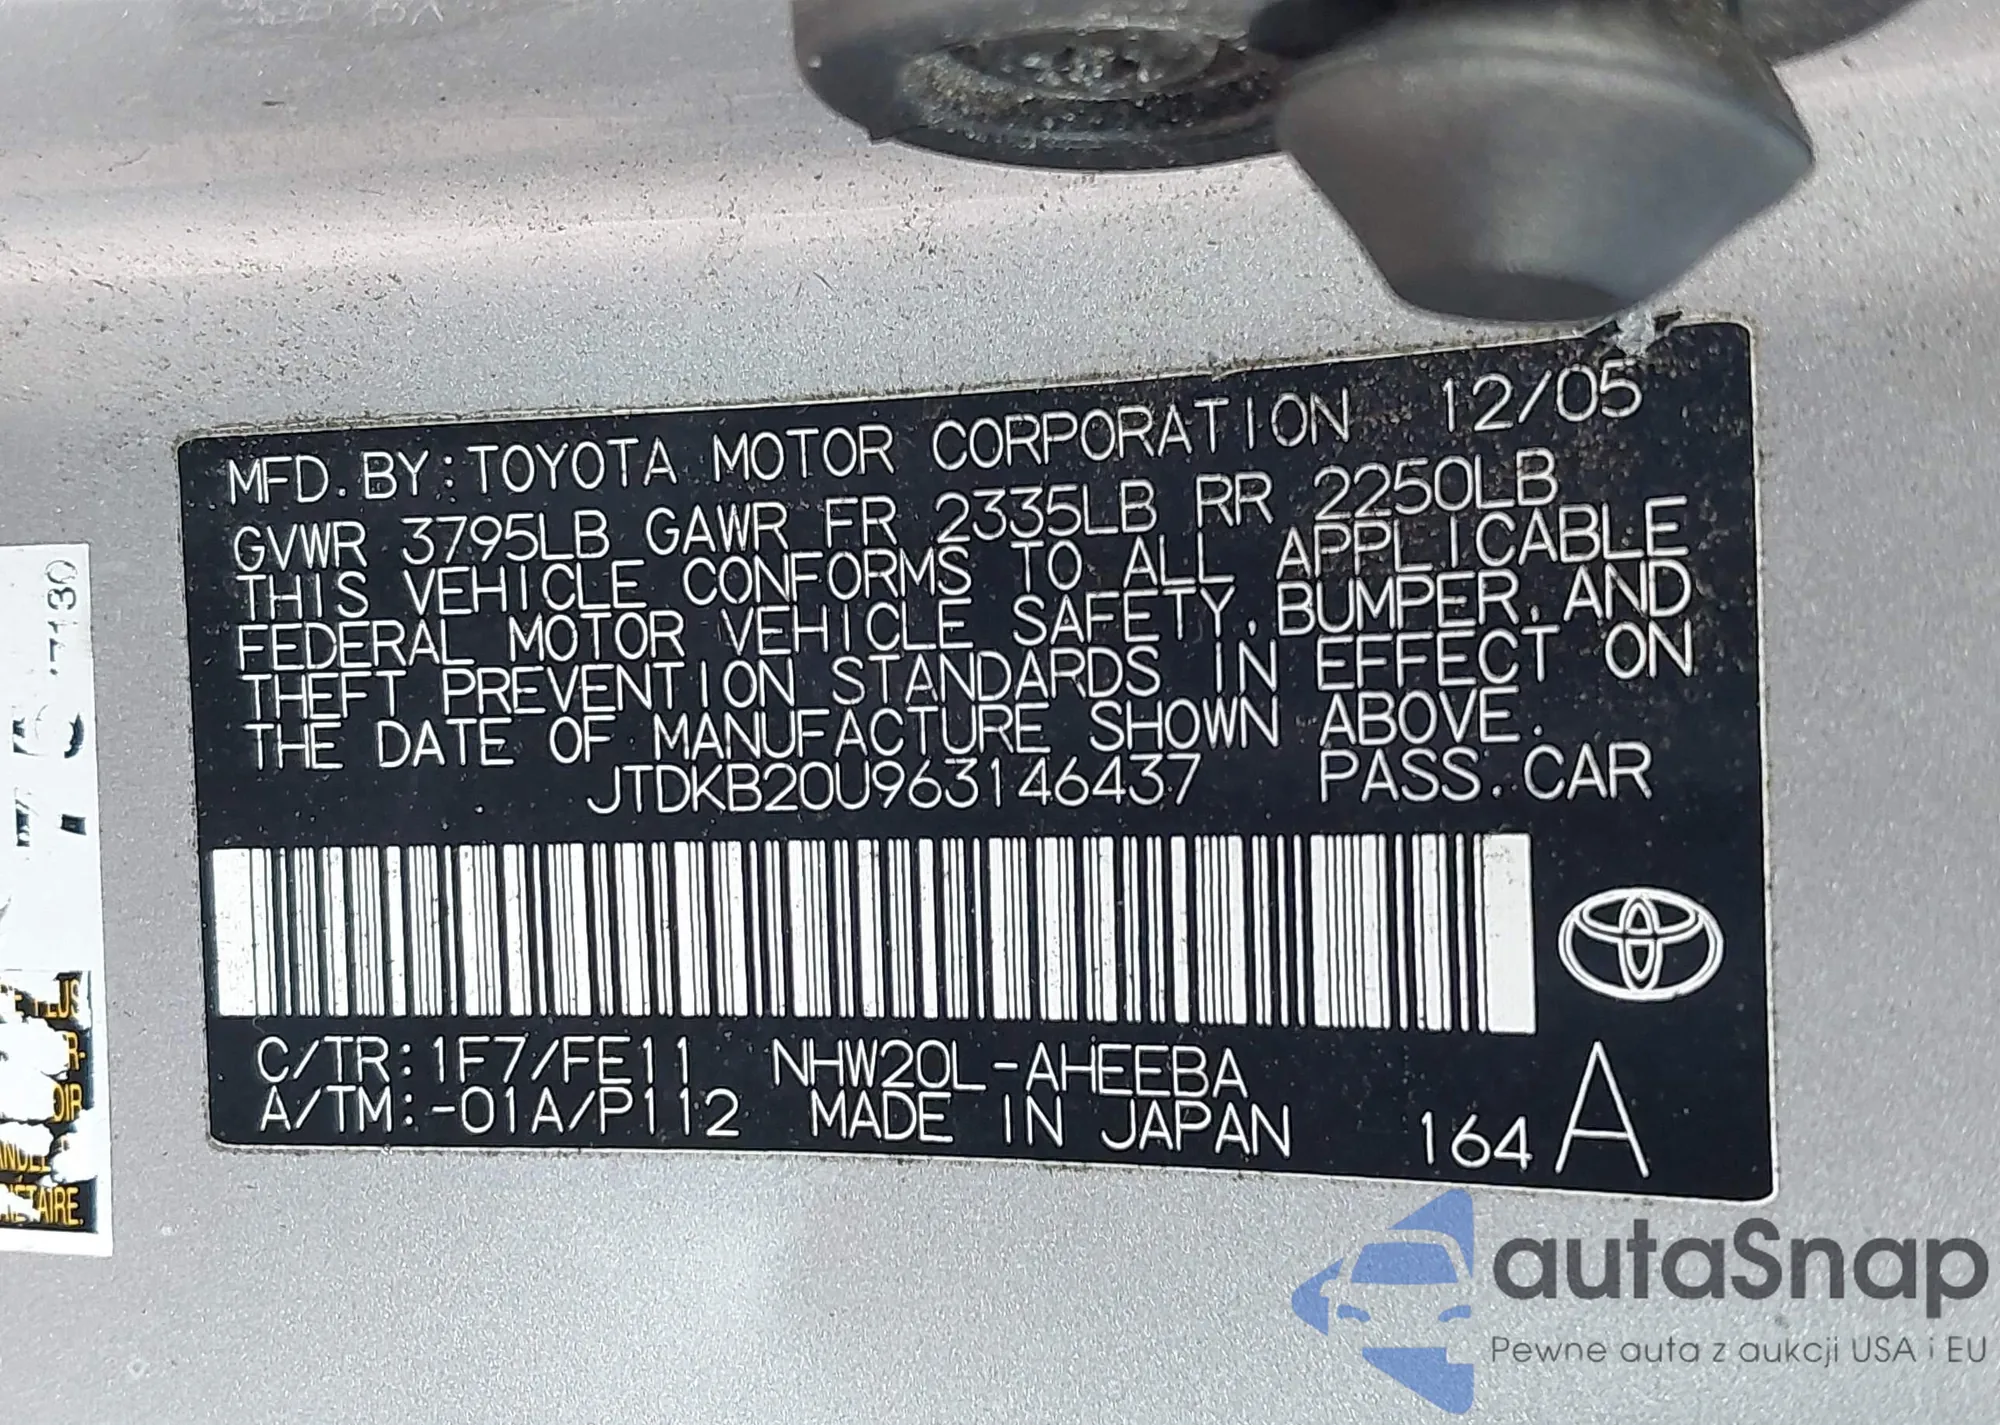 MFD. BY: TOYOTA MOTOR CORPORATION 12/05
GVWR 3795LB GAWR FR 2335LB RR 2250LB
THIS VEHICLE CONFORMS TO ALL APPLICABLE
FEDERAL MOTOR VEHICLE SAFETY, BUMPER, AND
THEFT PREVENTION STANDARDS IN EFFECT ON
THE DATE OF MANUFACTURE SHOWN ABOVE.
JTDKB20U963146437 PASS. CAR
C/TR: 1F7/FE11 NHW20L-AHEEBA
A/TM: -01A/P112 MADE IN JAPAN 164 A
autaSnap
Pewne auta z aukcji USA i EU